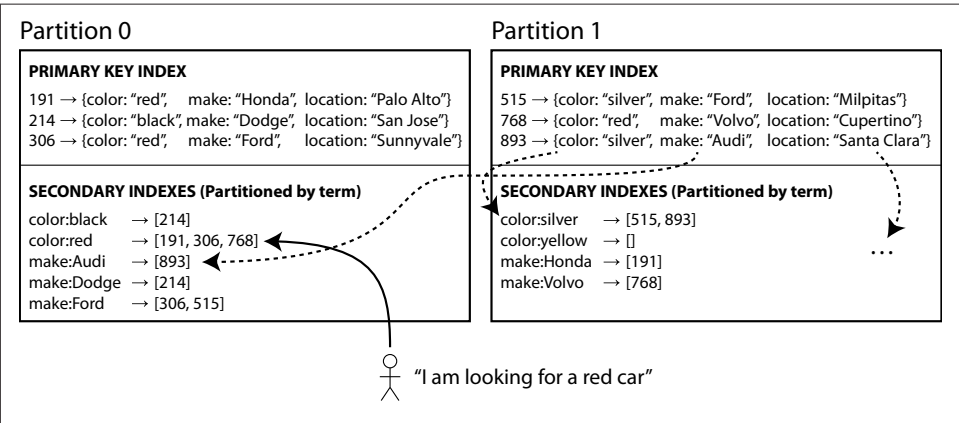 Partition 0
PRIMARY KEY INDEX
191 → {color: “red”, make: “Honda”, location: “Palo Alto”}
214 → {color: “black”, make: “Dodge”, location: “San Jose”}
306 → {color: “red”, make: “Ford”, location: “Sunnyvale”}
SECONDARY INDEXES (Partitioned by term)
color:black → [214]
color:red → [191, 306, 768]
make:Audi → [893]
make:Dodge → [214]
make:Ford → [306, 515]
Partition 1
PRIMARY KEY INDEX
515 → {color: “silver”, make: “Ford”, location: “Milpitas”}
768 → {color: “red”, make: “Volvo”, location: “Cupertino”}
893 → {color: “silver”, make: “Audi”, location: “Santa Clara”}
SECONDARY INDEXES (Partitioned by term)
color:silver → [515, 893]
color:yellow → []
make:Honda → [191]
make:Volvo → [768]
...
“I am looking for a red car”